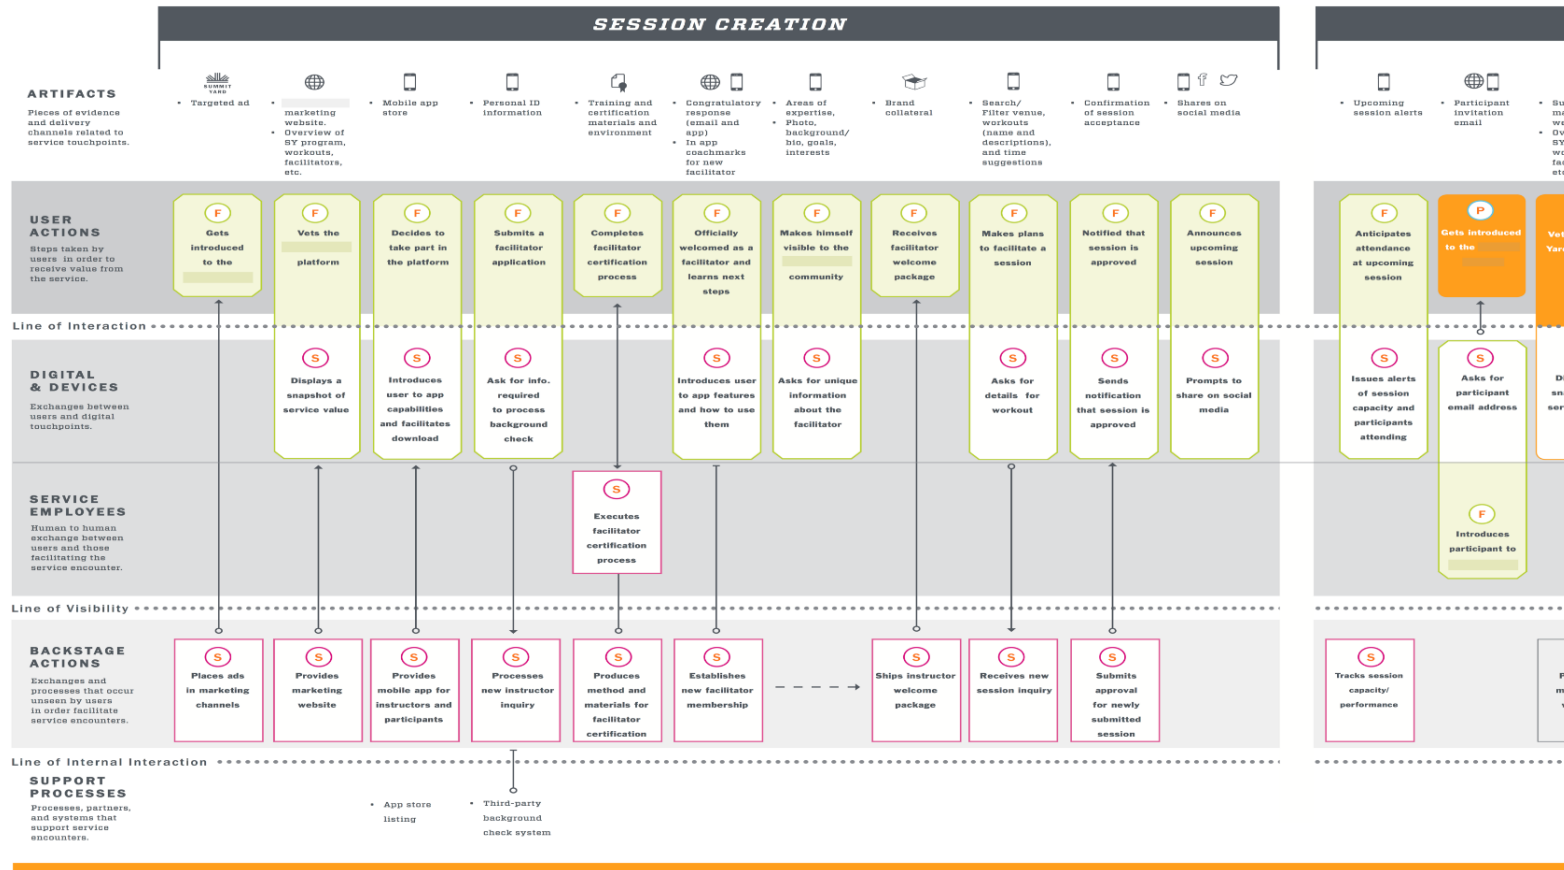 SESSION CREATION
ARTIFACTS
Pieces of evidence
and delivery
channels related to
service touchpoints.
SUMMIT
YARD
• Targeted ad
• marketing
website.
• Overview of
SY program,
workouts,
facilitators,
etc.
• Mobile app
store
• Personal ID
information
• Training and
certification
materials and
environment
• Congratulatory
response
(email and
app)
• In app
coachmarks
for new
facilitator
• Areas of
expertise,
• Photo,
background/
bio, goals,
interests
• Brand
collateral
• Search/
Filter venue,
workouts
(name and
descriptions),
and time
suggestions
• Confirmation
of session
acceptance
• Shares on
social media
• Upcoming
session alerts
• Participant
invitation
email
USER
ACTIONS
Steps taken by
users in order to
receive value from
the service.
F
Gets
introduced
to the
F
Vets the
platform
F
Decides to
take part in
the platform
F
Submits a
facilitator
application
F
Completes
facilitator
certification
process
F
Officially
welcomed as a
facilitator and
learns next
steps
F
Makes himself
visible to the
community
F
Receives
facilitator
welcome
package
F
Makes plans
to facilitate a
session
F
Notified that
session is
approved
F
Announces
upcoming
session
F
Anticipates
attendance
at upcoming
session
P
Gets introduced
to the
Line of Interaction
DIGITAL
& DEVICES
Exchanges between
users and digital
touchpoints.
S
Displays a
snapshot of
service value
S
Introduces
user to app
capabilities
and facilitates
download
S
Ask for info.
required
to process
background
check
S
Introduces user
to app features
and how to use
them
S
Asks for unique
information
about the
facilitator
S
Asks for
details for
workout
S
Sends
notification
that session is
approved
S
Prompts to
share on social
media
S
Issues alerts
of session
capacity and
participants
attending
S
Asks for
participant
email address
SERVICE
EMPLOYEES
Human to human
exchange between
users and those
facilitating the
service encounter.
S
Executes
facilitator
certification
process
F
Introduces
participant to
Line of Visibility
BACKSTAGE
ACTIONS
Exchanges and
processes that occur
unseen by users
in order facilitate
service encounters.
S
Places ads
in marketing
channels
S
Provides
marketing
website
S
Provides
mobile app for
instructors and
participants
S
Processes
new instructor
inquiry
S
Produces
method and
materials for
facilitator
certification
S
Establishes
new facilitator
membership
S
Ships instructor
welcome
package
S
Receives new
session inquiry
S
Submits
approval
for newly
submitted
session
S
Tracks session
capacity/
performance
Line of Internal Interaction
SUPPORT
PROCESSES
Processes, partners,
and systems that
support service
encounters.
• App store
listing
• Third-party
background
check system